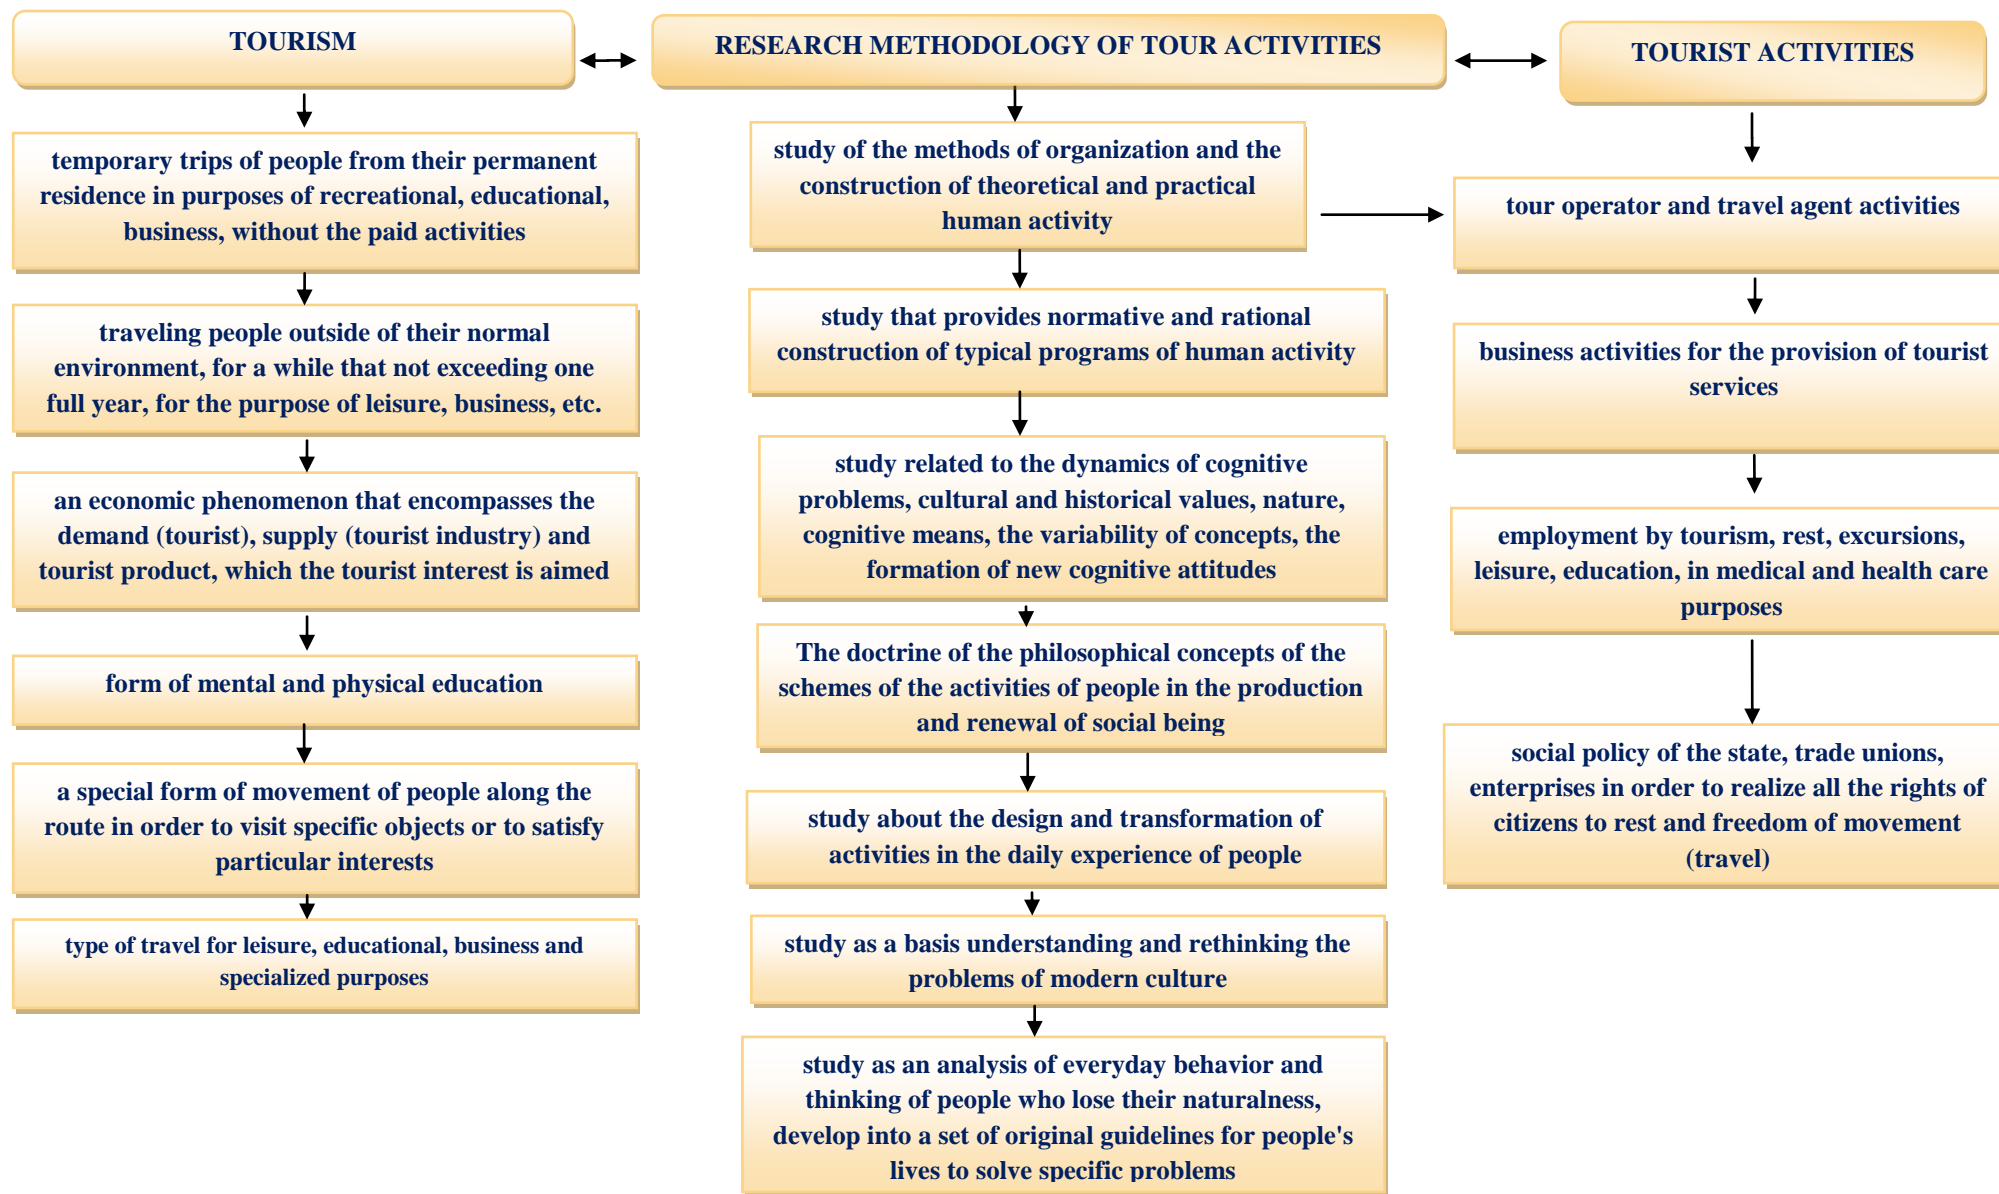 TOURISM
RESEARCH METHODOLOGY OF TOUR ACTIVITIES
TOURIST ACTIVITIES
temporary trips of people from their permanent
residence in purposes of recreational, educational,
business, without the paid activities
traveling people outside of their normal
environment, for a while that not exceeding one
full year, for the purpose of leisure, business, etc.
an economic phenomenon that encompasses the
demand (tourist), supply (tourist industry) and
tourist product, which the tourist interest is aimed
form of mental and physical education
a special form of movement of people along the
route in order to visit specific objects or to satisfy
particular interests
type of travel for leisure, educational, business and
specialized purposes
study of the methods of organization and the
construction of theoretical and practical
human activity
study that provides normative and rational
construction of typical programs of human activity
study related to the dynamics of cognitive
problems, cultural and historical values, nature,
cognitive means, the variability of concepts, the
formation of new cognitive attitudes
The doctrine of the philosophical concepts of the
schemes of the activities of people in the production
and renewal of social being
study about the design and transformation of
activities in the daily experience of people
study as a basis understanding and rethinking the
problems of modern culture
study as an analysis of everyday behavior and
thinking of people who lose their naturalness,
develop into a set of original guidelines for people's
lives to solve specific problems
tour operator and travel agent activities
business activities for the provision of tourist
services
employment by tourism, rest, excursions,
leisure, education, in medical and health care
purposes
social policy of the state, trade unions,
enterprises in order to realize all the rights of
citizens to rest and freedom of movement
(travel)